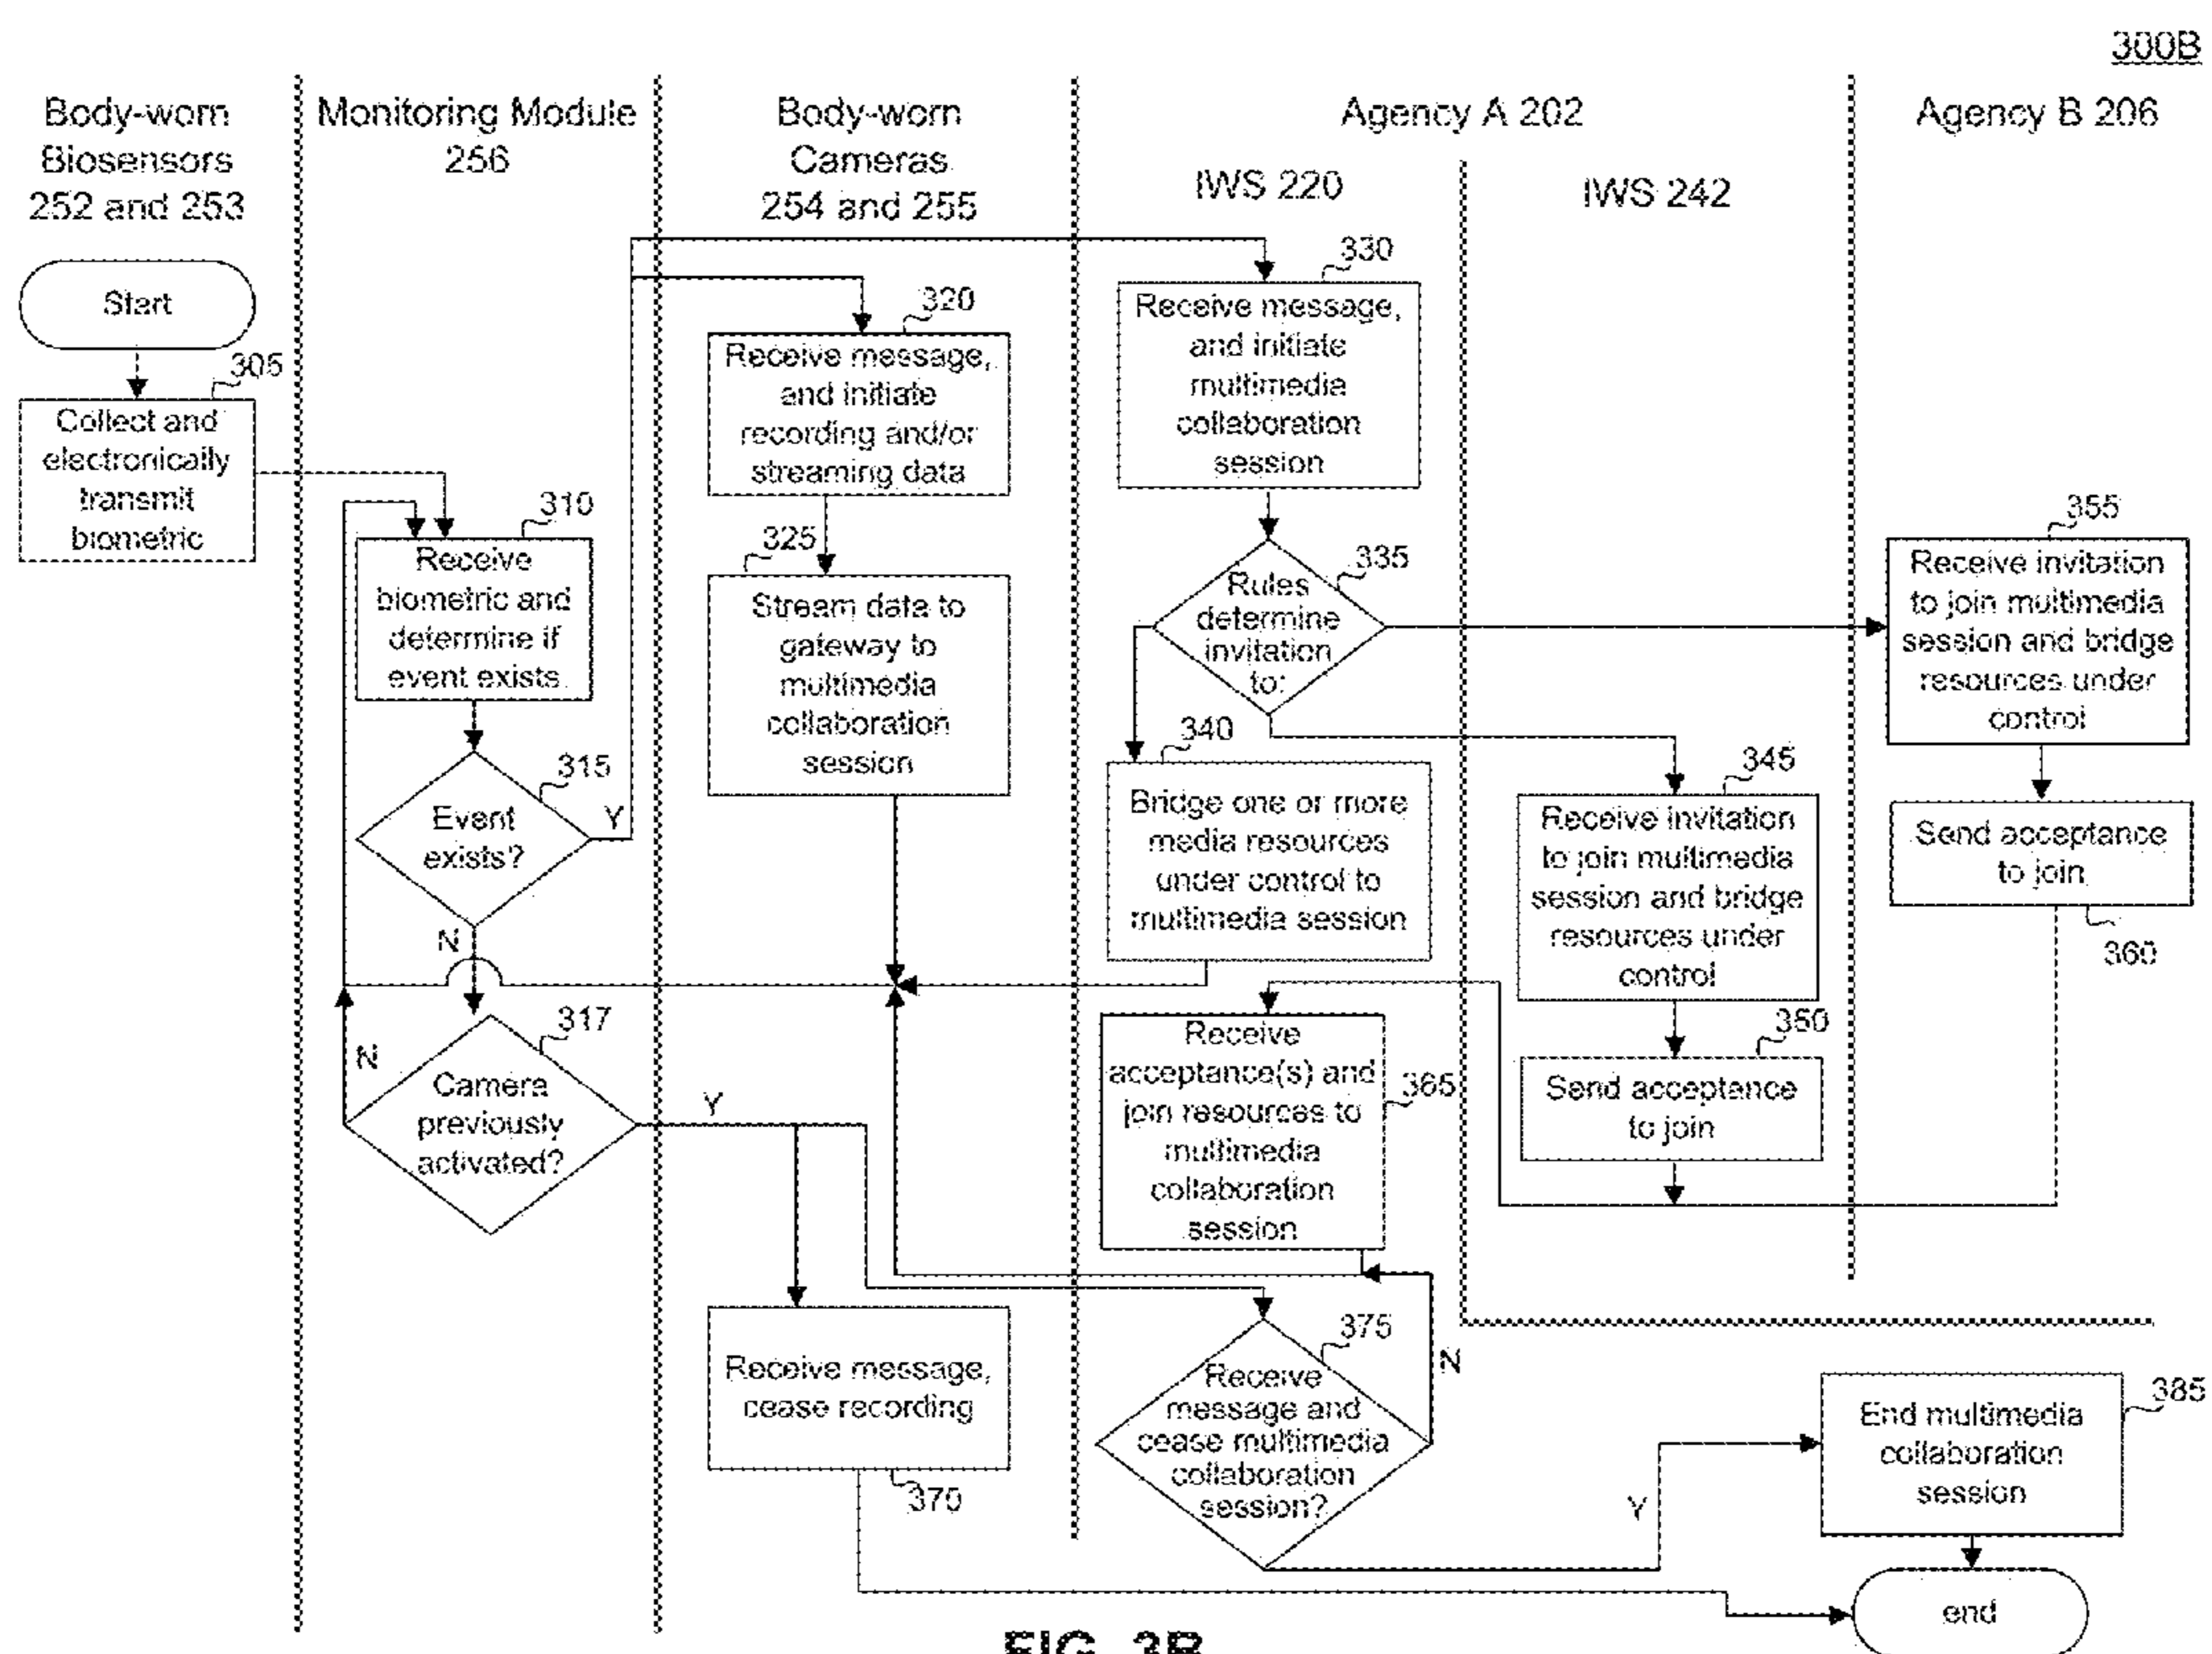 300B
Body-worn
Biosensors
252 and 253
Monitoring Module
256
Body-worn
Cameras
254 and 255
Agency A 202
IWS 220
IWS 242
Agency B 206
Start
305
Collect and
electronically
transmit
biometric
310
Receive
biometric and
determine if
event exists
315
Event
exists?
Y
N
317
Camera
previously
activated?
N
Y
320
Receive message,
and initiate
recording and/or
streaming data
325
Stream data to
gateway to
multimedia
collaboration
session
330
Receive message,
and initiate
multimedia
collaboration
session
335
Rules
determine
invitation
to:
340
Bridge one or more
media resources
under control to
multimedia session
345
Receive invitation
to join multimedia
session and bridge
resources under
control
350
Send acceptance
to join
355
Receive invitation
to join multimedia
session and bridge
resources under
control
Send acceptance
to join
360
Receive
acceptance(s) and
join resources to
multimedia
collaboration
session
365
Receive message,
cease recording
370
375
Receive
message and
cease multimedia
collaboration
session?
N
Y
385
End multimedia
collaboration
session
end
FIG. 3B